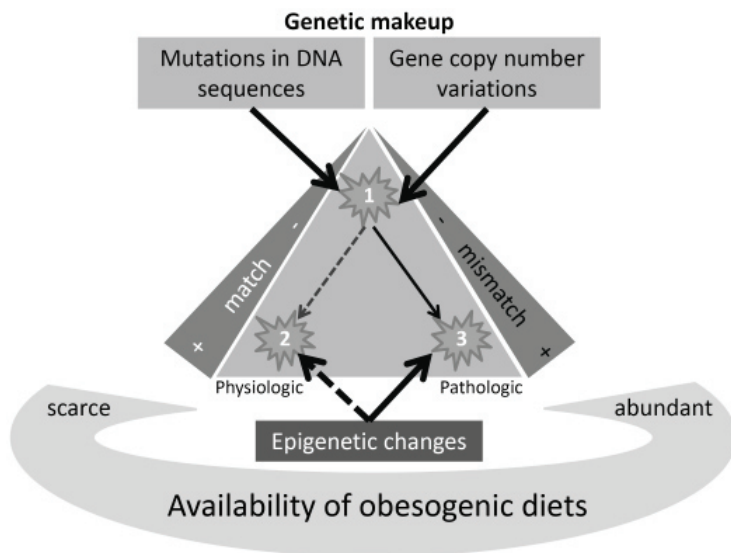 Genetic makeup
Mutations in DNA
sequences
Gene copy number
variations
1
-
-
match
mismatch
+
+
2
3
Physiologic
Pathologic
scarce
abundant
Epigenetic changes
Availability of obesogenic diets